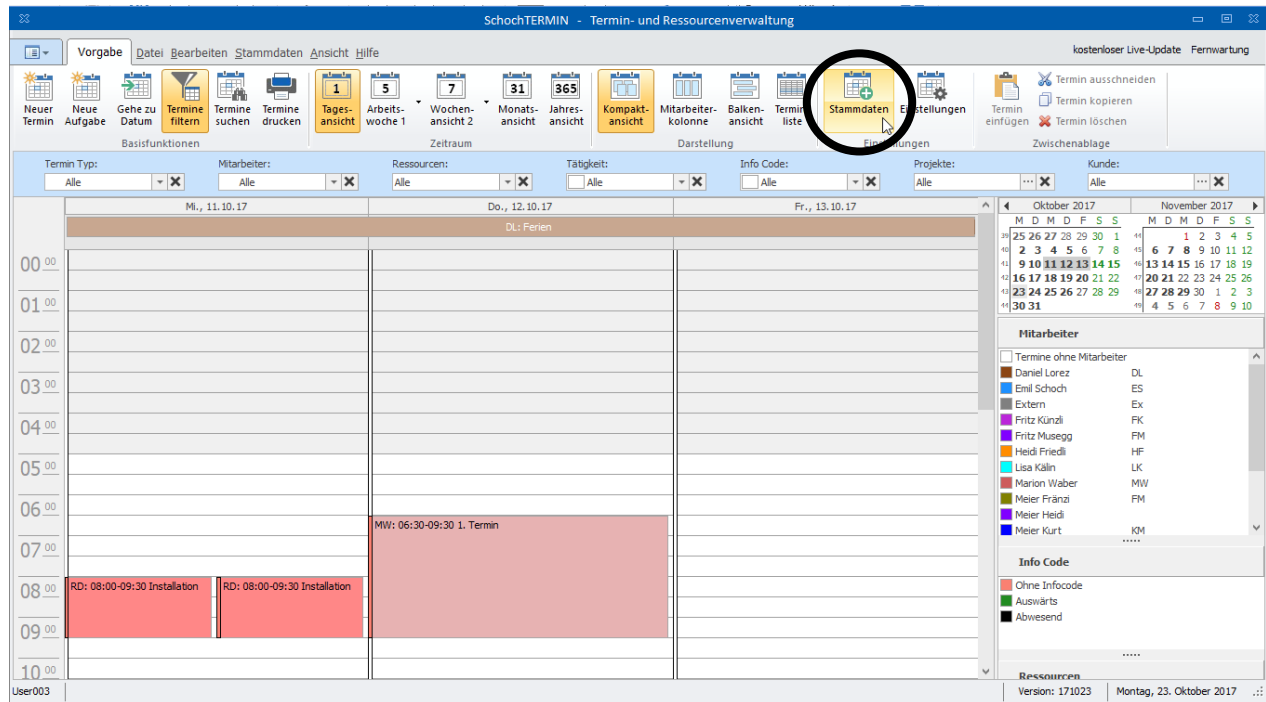 SchochTERMIN - Termin- und Ressourcenverwaltung
Vorgabe Datei Bearbeiten Stammdaten Ansicht Hilfe
kostenloser Live-Update Fernwartung
Neuer Termin
Neue Aufgabe
Gehe zu Datum
Termine filtern
Termine suchen
Termine drucken
1 Tages-ansicht
5 Arbeits-woche 1
7 Wochen-ansicht 2
31 Monats-ansicht
365 Jahres-ansicht
Kompakt-ansicht
Mitarbeiter-kolonne
Balken-ansicht
Termin liste
Stammdaten
Einstellungen
Termin einfügen
Termin ausschneiden
Termin kopieren
Termin löschen
Basisfunktionen
Zeitraum
Darstellung
Einstellungen
Zwischenablage
Termin Typ: Mitarbeiter: Ressourcen: Tätigkeit: Info Code: Projekte: Kunde:
Alle Alle Alle Alle Alle Alle Alle
Mi., 11.10.17 Do., 12.10.17 Fr., 13.10.17
DL: Ferien
00 00
01 00
02 00
03 00
04 00
05 00
06 00
07 00
08 00
09 00
10 00
MW: 06:30-09:30 1. Termin
RD: 08:00-09:30 Installation
RD: 08:00-09:30 Installation
Oktober 2017 November 2017
M D M D F S S M D M D F S S
39 25 26 27 28 29 30 1 44 1 2 3 4 5
40 2 3 4 5 6 7 8 45 6 7 8 9 10 11 12
41 9 10 11 12 13 14 15 46 13 14 15 16 17 18 19
42 16 17 18 19 20 21 22 47 20 21 22 23 24 25 26
43 23 24 25 26 27 28 29 48 27 28 29 30 1 2 3
44 30 31 49 4 5 6 7 8 9 10
Mitarbeiter
Termine ohne Mitarbeiter
Daniel Lorez DL
Emil Schoch ES
Extern Ex
Fritz Künzli FK
Fritz Musegg FM
Heidi Friedli HF
Lisa Kälin LK
Marion Waber MW
Meier Fränzi FM
Meier Heidi
Meier Kurt KM
Info Code
Ohne Infocode
Auswärts
Abwesend
Ressourcen
User003
Version: 171023 Montag, 23. Oktober 2017